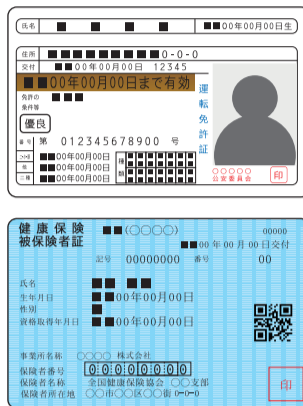 氏名 ■ ■ ■ ■ ■■00年00月00日生
住所 ■■■■■■■■■0-0-0
交付 ■■00年00月00日 12345
■■00年00月00日まで有効
免許の
条件等 ■■
優良
番号 第 012345678900 号
■■00年00月00日
他 ■■00年00月00日
二種 ■■00年00月00日
種類
運転免許証
○○○○○
公安委員会
印
健康保険
被保険者証
■■(○○○○) 00000
■■00年00月00日交付
記号 00000000 番号 00
氏名 ■■ ■■
生年月日 ■■00年00月00日
性別 ■
資格取得年月日 ■■00年00月00日
事業所名称 ○○○○ 株式会社
保険者番号 00000000
保険者名称 全国健康保険協会 ○○支部
保険者所在地 ○○市○○区○○街0-0-0
印